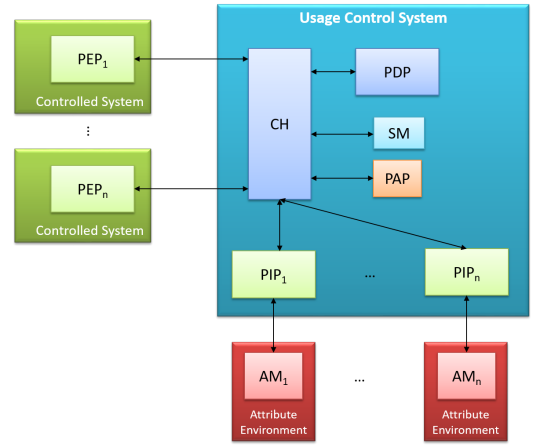 Usage Control System
PEP1
Controlled System
⋮
PEPn
Controlled System
CH
PDP
SM
PAP
PIP1
...
PIPn
AM1
Attribute
Environment
...
AMn
Attribute
Environment